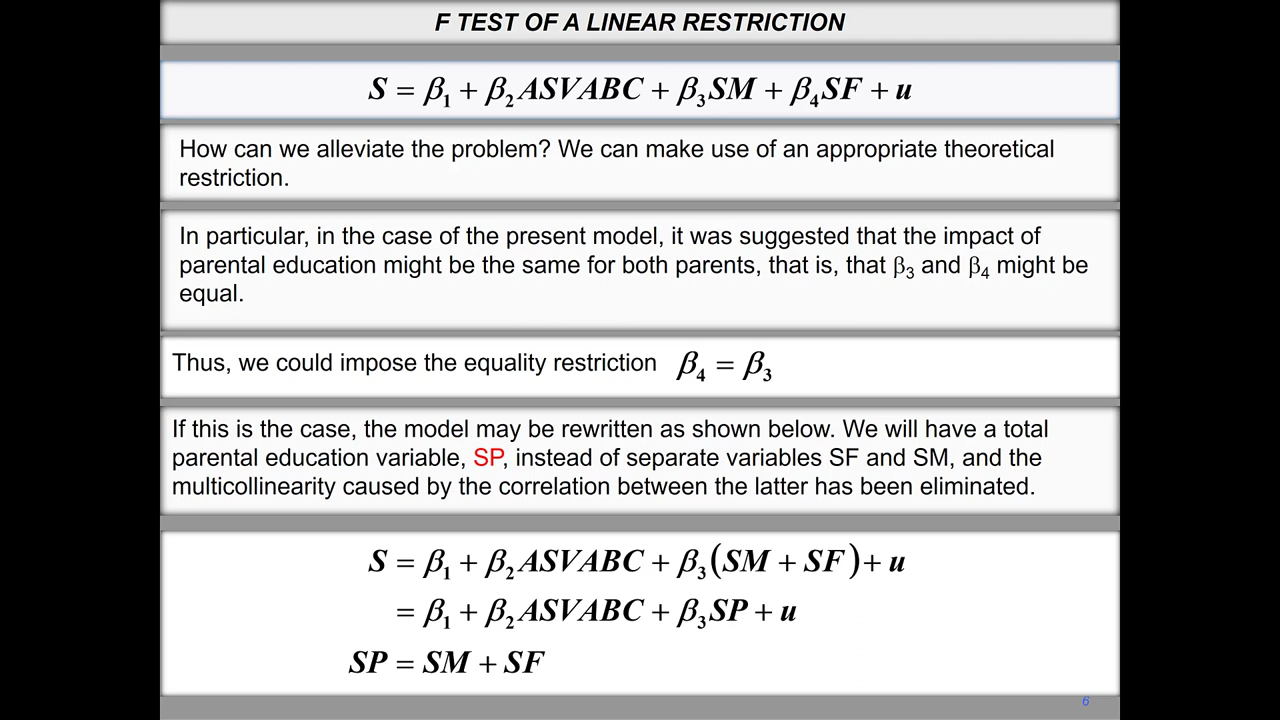 F TEST OF A LINEAR RESTRICTION
S = β₁ + β₂ASVABC + β₃SM + β₄SF + u
How can we alleviate the problem? We can make use of an appropriate theoretical
restriction.
In particular, in the case of the present model, it was suggested that the impact of
parental education might be the same for both parents, that is, that β₃ and β₄ might be
equal.
Thus, we could impose the equality restriction β₄ = β₃
If this is the case, the model may be rewritten as shown below. We will have a total
parental education variable, SP, instead of separate variables SF and SM, and the
multicollinearity caused by the correlation between the latter has been eliminated.
S = β₁ + β₂ASVABC + β₃(SM + SF) + u
= β₁ + β₂ASVABC + β₃SP + u
SP = SM + SF
6